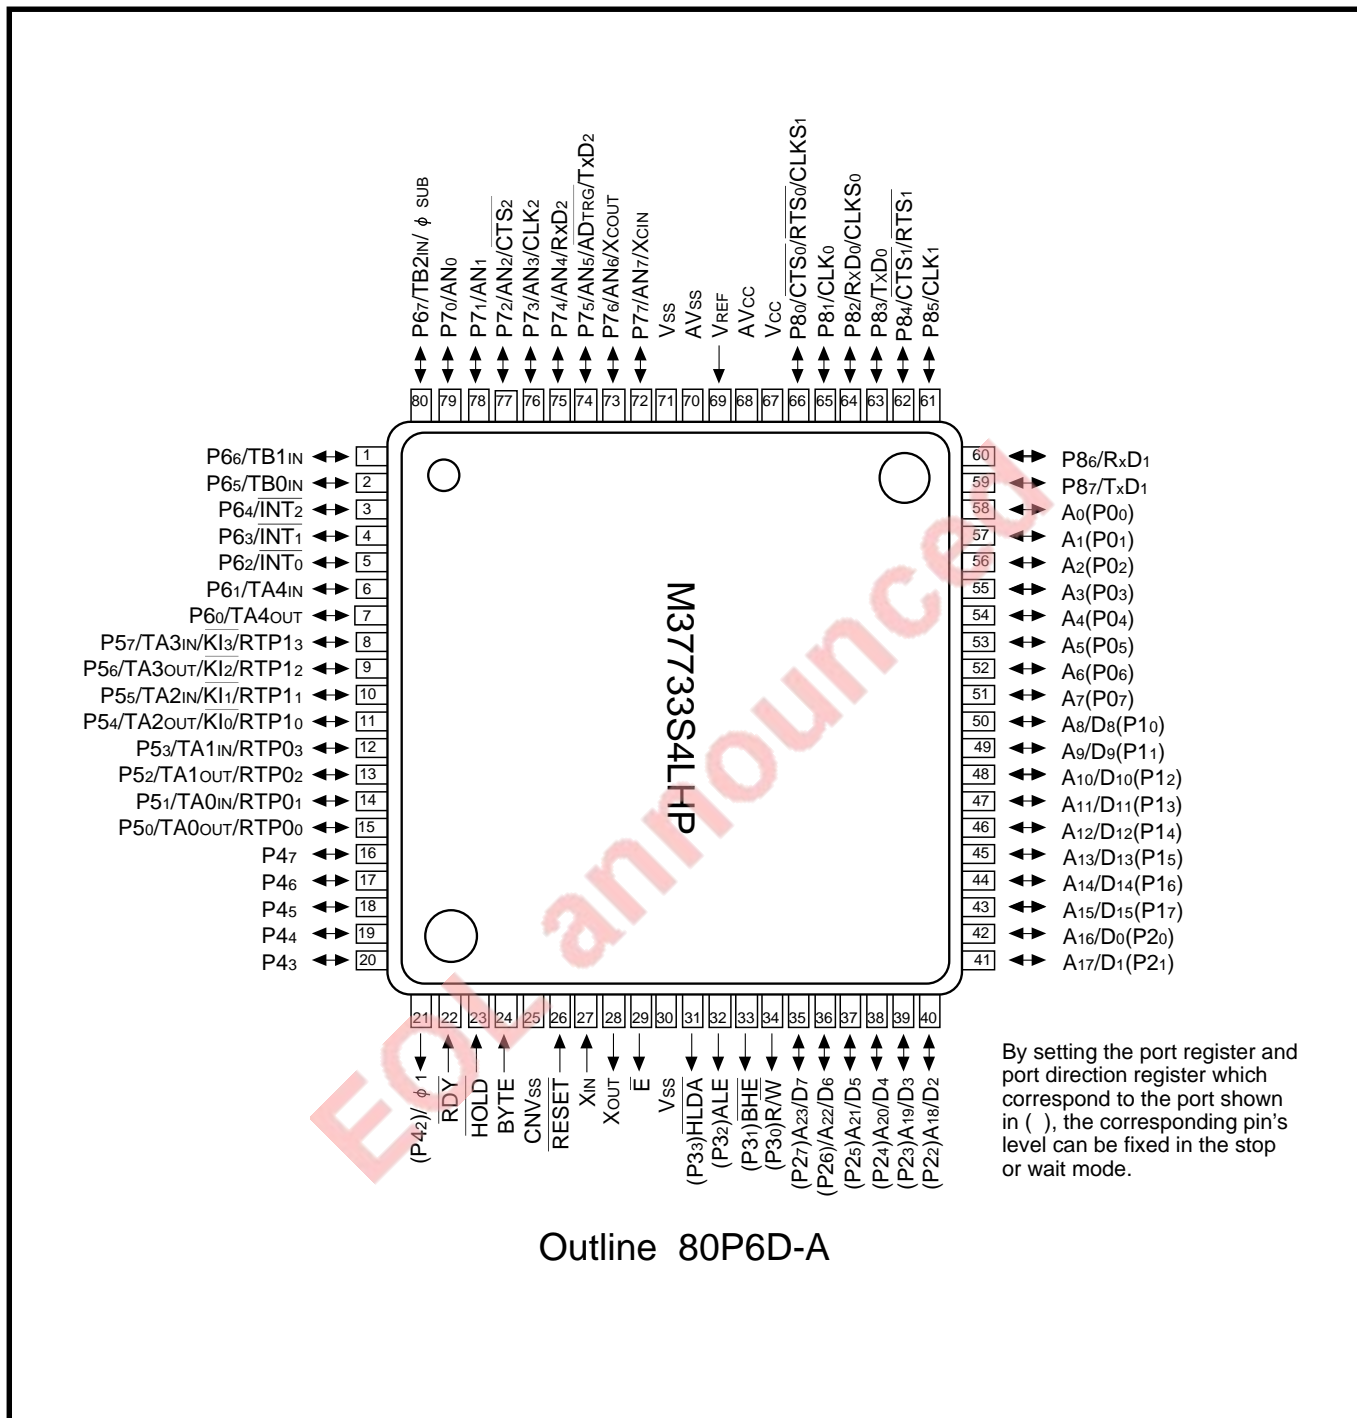 P67/TB2IN/ φ SUB
P70/AN0
P71/AN1
P72/AN2/CTS2
P73/AN3/CLK2
P74/AN4/RxD2
P75/AN5/ADTRG/TxD2
P76/AN6/XCOUT
P77/AN7/XCIN
VSS
AVSS
VREF
AVCC
VCC
P80/CTS0/RTS0/CLKS1
P81/CLK0
P82/RxD0/CLKS0
P83/TxD0
P84/CTS1/RTS1
P85/CLK1
80 79 78 77 76 75 74 73 72 71 70 69 68 67 66 65 64 63 62 61
P66/TB1IN 1
P65/TB0IN 2
P64/INT2 3
P63/INT1 4
P62/INT0 5
P61/TA4IN 6
P60/TA4OUT 7
P57/TA3IN/KI3/RTP13 8
P56/TA3OUT/KI2/RTP12 9
P55/TA2IN/KI1/RTP11 10
P54/TA2OUT/KI0/RTP10 11
P53/TA1IN/RTP03 12
P52/TA1OUT/RTP02 13
P51/TA0IN/RTP01 14
P50/TA0OUT/RTP00 15
P47 16
P46 17
P45 18
P44 19
P43 20
M37733S4LHP
EOL announced
60 P86/RxD1
59 P87/TxD1
58 A0(P00)
57 A1(P01)
56 A2(P02)
55 A3(P03)
54 A4(P04)
53 A5(P05)
52 A6(P06)
51 A7(P07)
50 A8/D8(P10)
49 A9/D9(P11)
48 A10/D10(P12)
47 A11/D11(P13)
46 A12/D12(P14)
45 A13/D13(P15)
44 A14/D14(P16)
43 A15/D15(P17)
42 A16/D0(P20)
41 A17/D1(P21)
21 22 23 24 25 26 27 28 29 30 31 32 33 34 35 36 37 38 39 40
(P42)/ φ 1
RDY
HOLD
BYTE
CNVSS
RESET
XIN
XOUT
E
VSS
(P33)HLDA
(P32)ALE
(P31)BHE
(P30)R/W
(P27)A23/D7
(P26)/A22/D6
(P25)A21/D5
(P24)A20/D4
(P23)A19/D3
(P22)A18/D2
By setting the port register and
port direction register which
correspond to the port shown
in ( ), the corresponding pin's
level can be fixed in the stop
or wait mode.
Outline 80P6D-A